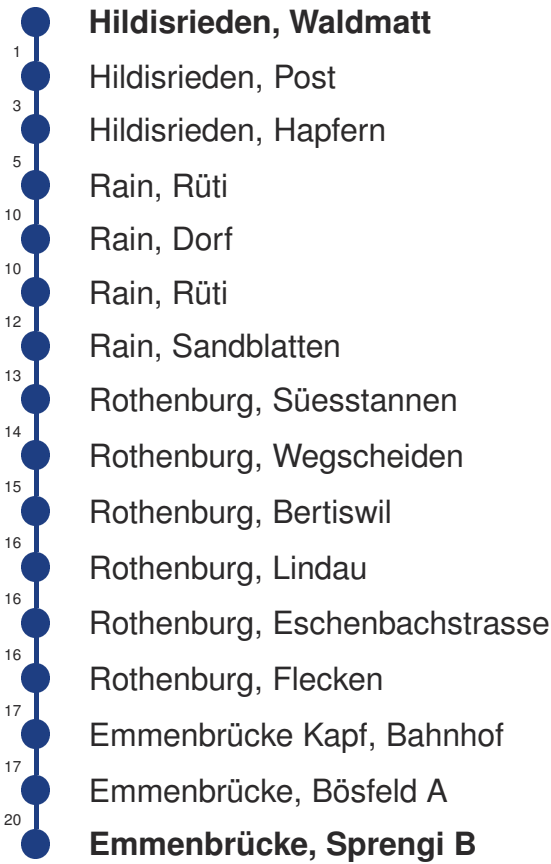 Hildisrieden, Waldmatt
1
Hildisrieden, Post
3
Hildisrieden, Hapfern
5
Rain, Rüti
10
Rain, Dorf
10
Rain, Rüti
12
Rain, Sandblatten
13
Rothenburg, Süesstannen
14
Rothenburg, Wegscheiden
15
Rothenburg, Bertiswil
16
Rothenburg, Lindau
16
Rothenburg, Eschenbachstrasse
16
Rothenburg, Flecken
17
Emmenbrücke Kapf, Bahnhof
17
Emmenbrücke, Bösfeld A
20
Emmenbrücke, Sprengi B